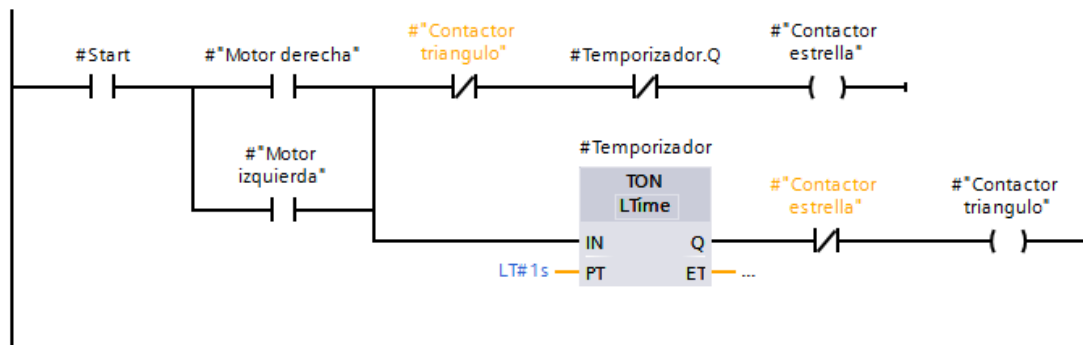 #"Contactor
triangulo"
#"Contactor
estrella"
#Start
#"Motor derecha"
#Temporizador.Q
#"Motor
izquierda"
#Temporizador
TON
LTime
#"Contactor
estrella"
#"Contactor
triangulo"
IN
Q
LT#1s
PT
ET
...